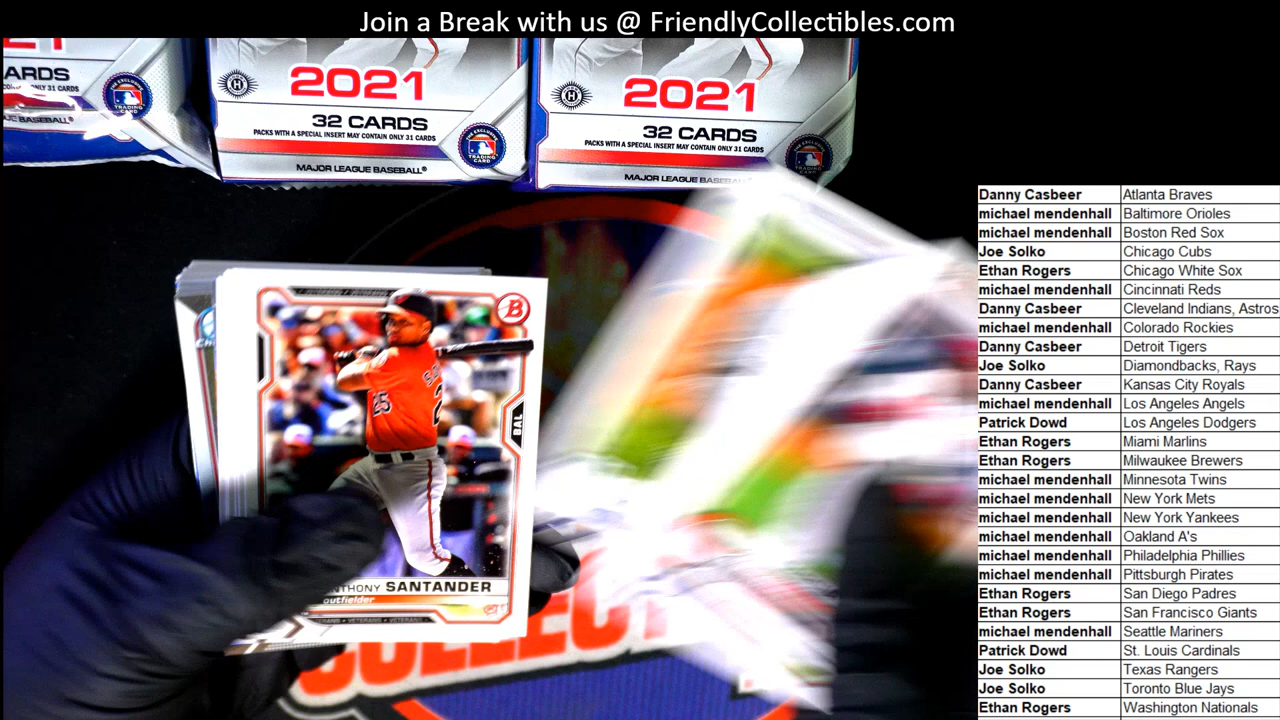 Join a Break with us @ FriendlyCollectibles.com
2021
32 CARDS
PACKS WITH A SPECIAL INSERT MAY CONTAIN ONLY 31 CARDS
MAJOR LEAGUE BASEBALL®
2021
32 CARDS
PACKS WITH A SPECIAL INSERT MAY CONTAIN ONLY 31 CARDS
MAJOR LEAGUE BASEBALL
21
ARDS
ONLY 31 CARDS
BASEBALL®
B
25
BAL
NTHONY SANTANDER
outfielder
VETERANS
COLLECT
Danny Casbeer Atlanta Braves
michael mendenhall Baltimore Orioles
michael mendenhall Boston Red Sox
Joe Solko Chicago Cubs
Ethan Rogers Chicago White Sox
michael mendenhall Cincinnati Reds
Danny Casbeer Cleveland Indians, Astros
michael mendenhall Colorado Rockies
Danny Casbeer Detroit Tigers
Joe Solko Diamondbacks, Rays
Danny Casbeer Kansas City Royals
michael mendenhall Los Angeles Angels
Patrick Dowd Los Angeles Dodgers
Ethan Rogers Miami Marlins
Ethan Rogers Milwaukee Brewers
michael mendenhall Minnesota Twins
michael mendenhall New York Mets
michael mendenhall New York Yankees
michael mendenhall Oakland A's
michael mendenhall Philadelphia Phillies
michael mendenhall Pittsburgh Pirates
Ethan Rogers San Diego Padres
Ethan Rogers San Francisco Giants
michael mendenhall Seattle Mariners
Patrick Dowd St. Louis Cardinals
Joe Solko Texas Rangers
Joe Solko Toronto Blue Jays
Ethan Rogers Washington Nationals